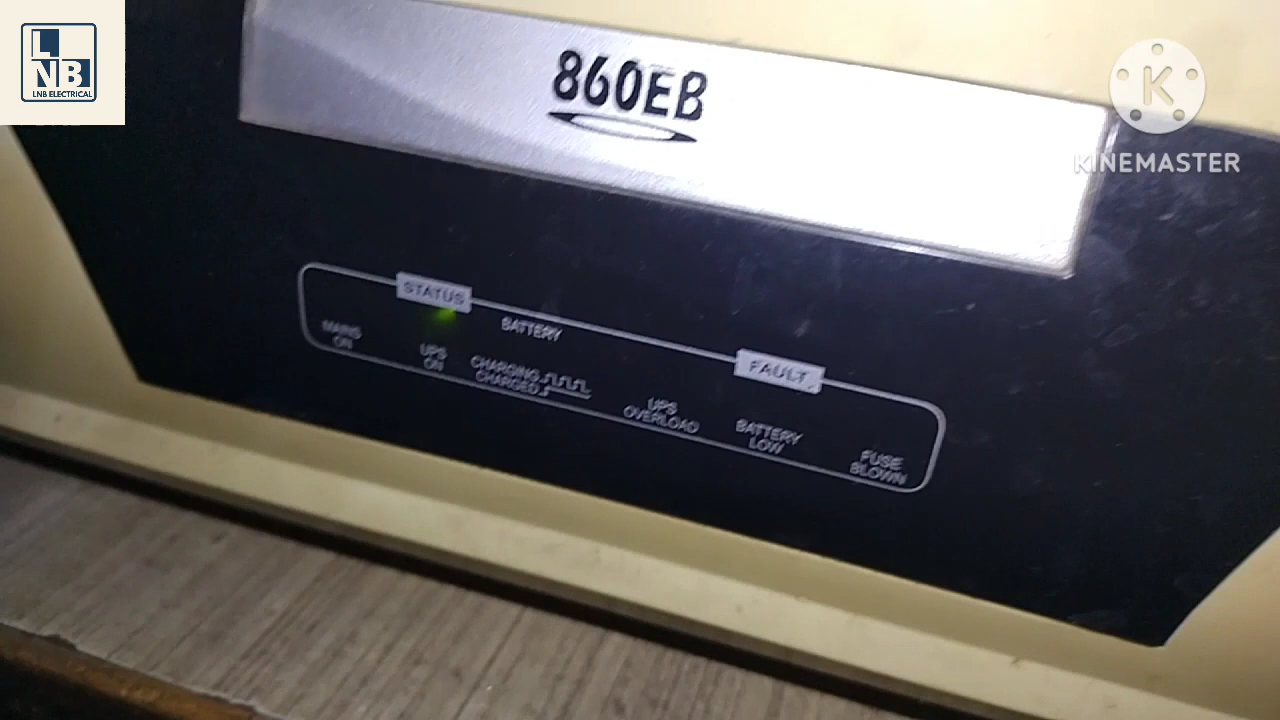 L
NB
LNB ELECTRICAL
860EB
K
KINEMASTER
STATUS
MAINS
ON
UPS
ON
BATTERY
CHARGING
CHARGED
FAULT
UPS
OVERLOAD
BATTERY
LOW
FUSE
BLOWN